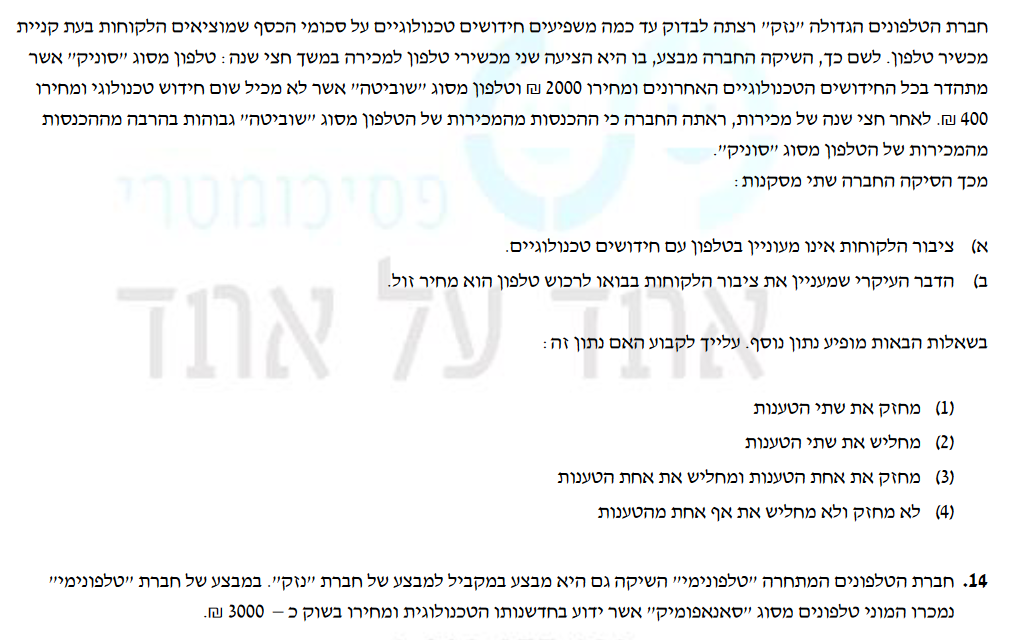 חברת הטלפונים הגדולה "נזק" רצתה לבדוק עד כמה משפיעים חידושים טכנולוגיים על סכומי הכסף שמוציאים הלקוחות בעת קניית
מכשיר טלפון. לשם כך, השיקה החברה מבצע, בו היא הציעה שני מכשירי טלפון למכירה במשך חצי שנה: טלפון מסוג "סוניק" אשר
מתהדר בכל החידושים הטכנולוגיים האחרונים ומחירו 2000 ₪ וטלפון מסוג "שוביטה" אשר לא מכיל שום חידוש טכנולוגי ומחירו
400 ₪. לאחר חצי שנה של מכירות, ראתה החברה כי ההכנסות מהמכירות של הטלפון מסוג "שוביטה" גבוהות בהרבה מההכנסות
מהמכירות של הטלפון מסוג "סוניק".
מכך הסיקה החברה שתי מסקנות:
א) ציבור הלקוחות אינו מעוניין בטלפון עם חידושים טכנולוגיים.
ב) הדבר העיקרי שמעניין את ציבור הלקוחות בבואו לרכוש טלפון הוא מחיר זול.
בשאלות הבאות מופיע נתון נוסף. עלייך לקבוע האם נתון זה:
(1) מחזק את שתי הטענות
(2) מחליש את שתי הטענות
(3) מחזק את אחת הטענות ומחליש את אחת הטענות
(4) לא מחזק ולא מחליש את אף אחת מהטענות
14. חברת הטלפונים המתחרה "טלפונימי" השיקה גם היא מבצע במקביל למבצע של חברת "נזק". במבצע של חברת "טלפונימי"
נמכרו המוני טלפונים מסוג "סאנאפומיק" אשר ידוע בחדשנותו הטכנולוגית ומחירו בשוק כ – 3000 ₪.
פסיכומטרי
אחד על אחד